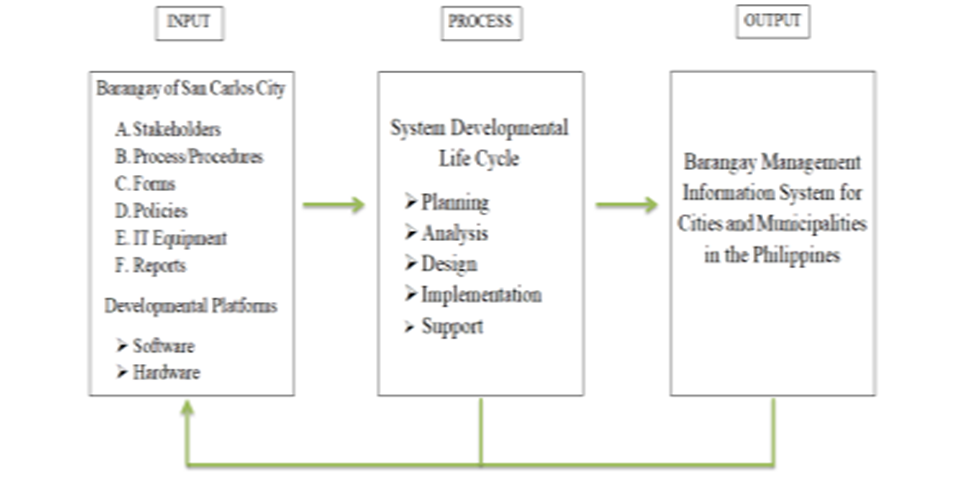 INPUT
PROCESS
OUTPUT
Barangay of San Carlos City
A. Stakeholders
B. Process/Procedures
C. Forms
D. Policies
E. IT Equipment
F. Reports
Developmental Platforms
➢ Software
➢ Hardware
System Developmental
Life Cycle
➢ Planning
➢ Analysis
➢ Design
➢ Implementation
➢ Support
Barangay Management
Information System for
Cities and Municipalities
in the Philippines